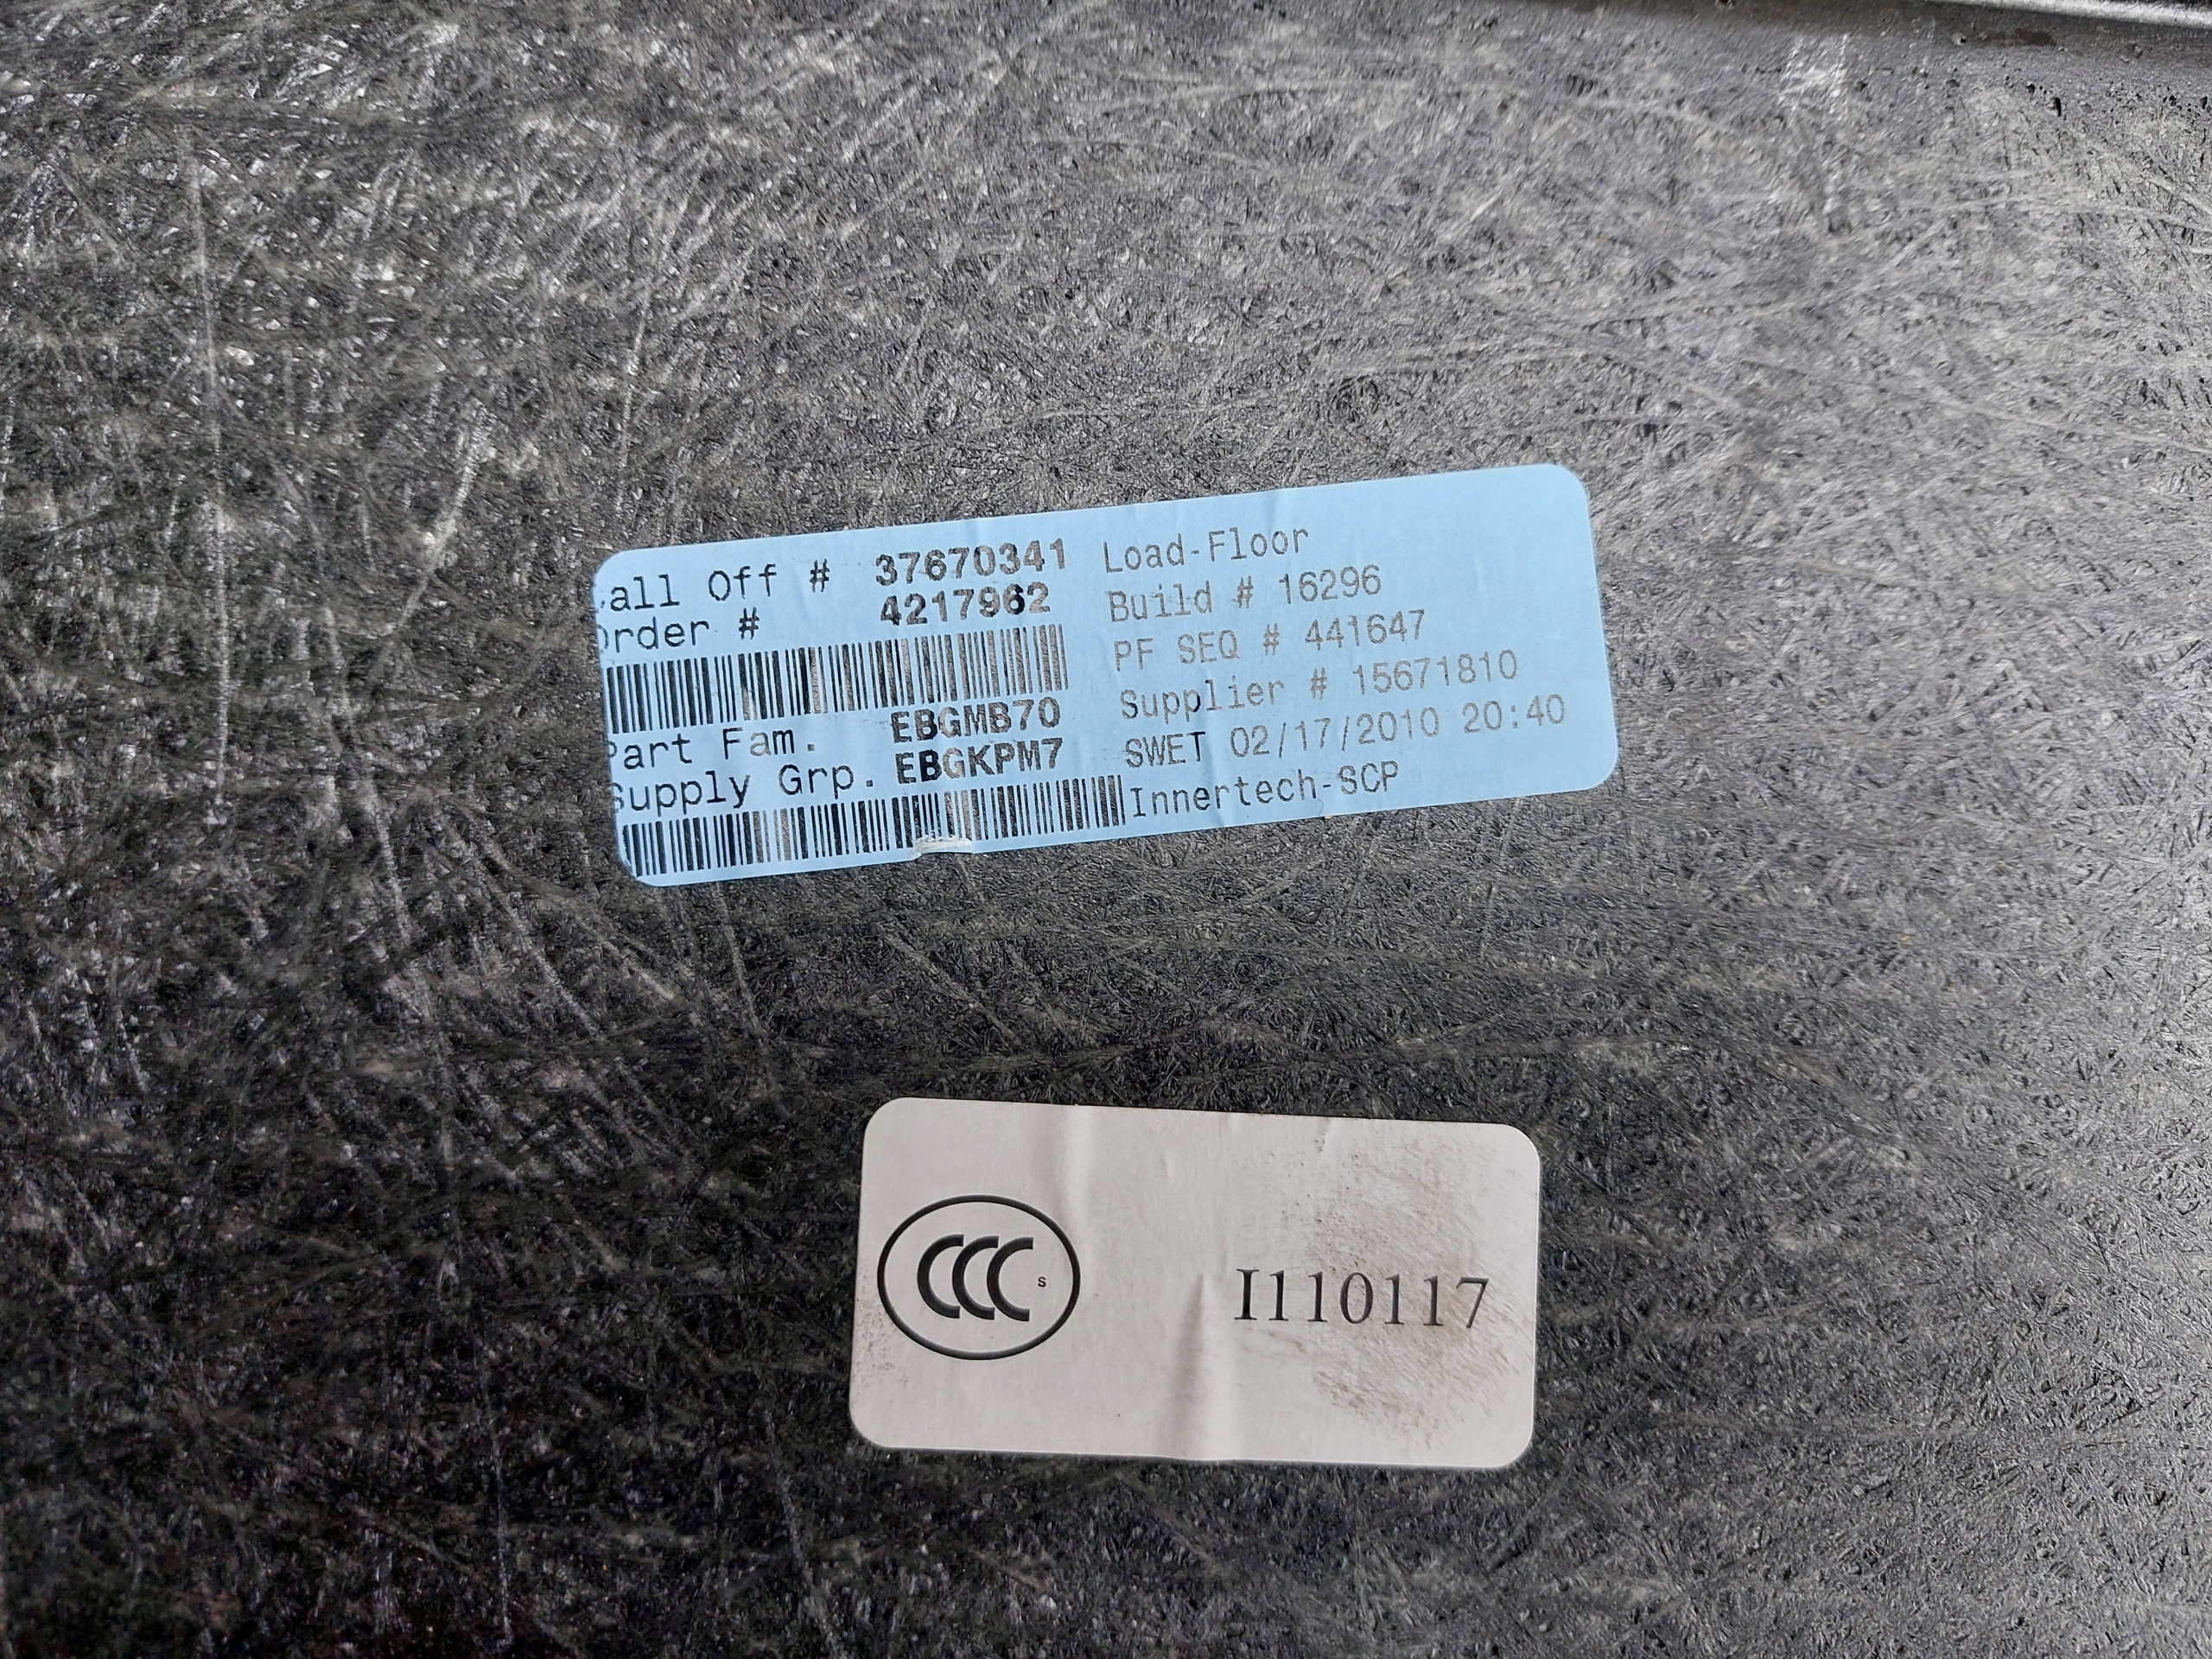 all Off # 37670341
rder # 4217962
Part Fam. EBGMB70
Supply Grp. EBGKPM7
Load-Floor
Build # 16296
PF SEQ # 441647
Supplier # 15671810
SWET 02/17/2010 20:40
Innertech-SCP
CCC S
I110117